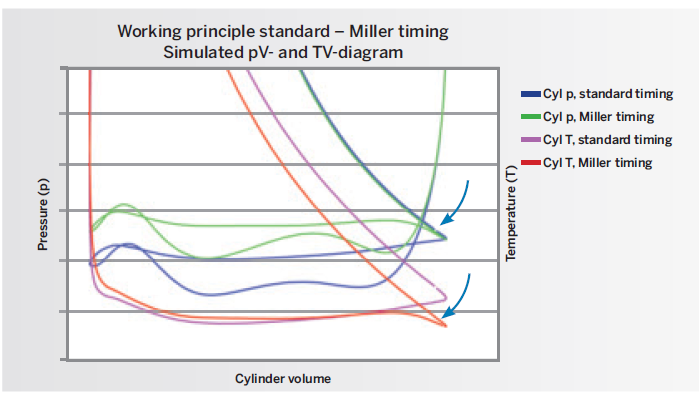 Working principle standard – Miller timing
Simulated pV- and TV-diagram
Cyl p, standard timing
Cyl p, Miller timing
Cyl T, standard timing
Cyl T, Miller timing
Pressure (p)
Temperature (T)
Cylinder volume